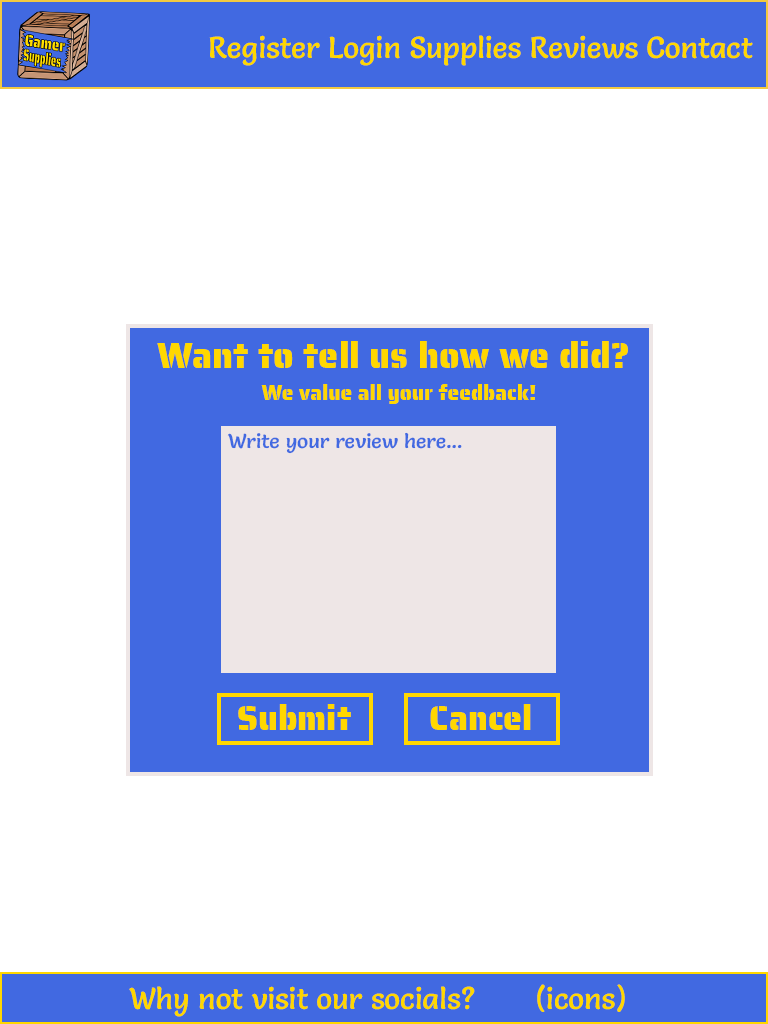 Gamer
Supplies
Register Login Supplies Reviews Contact
Want to tell us how we did?
We value all your feedback!
Write your review here...
Submit Cancel
Why not visit our socials? (icons)